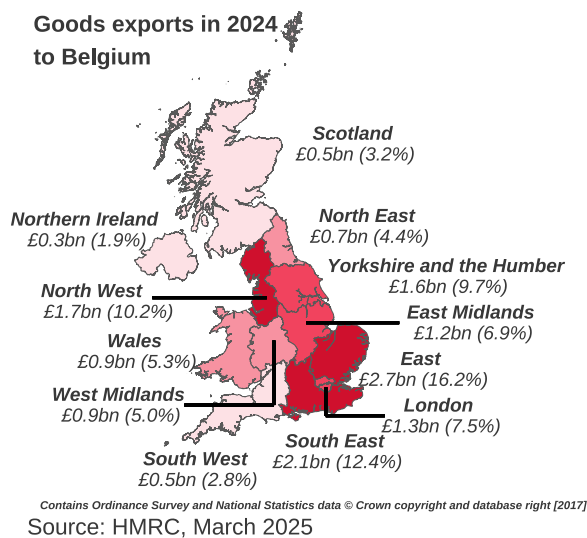 Goods exports in 2024
to Belgium
Scotland
£0.5bn (3.2%)
Northern Ireland
£0.3bn (1.9%)
North East
£0.7bn (4.4%)
Yorkshire and the Humber
£1.6bn (9.7%)
North West
£1.7bn (10.2%)
East Midlands
£1.2bn (6.9%)
Wales
£0.9bn (5.3%)
East
£2.7bn (16.2%)
West Midlands
£0.9bn (5.0%)
London
£1.3bn (7.5%)
South East
£2.1bn (12.4%)
South West
£0.5bn (2.8%)
Contains Ordinance Survey and National Statistics data © Crown copyright and database right [2017]
Source: HMRC, March 2025